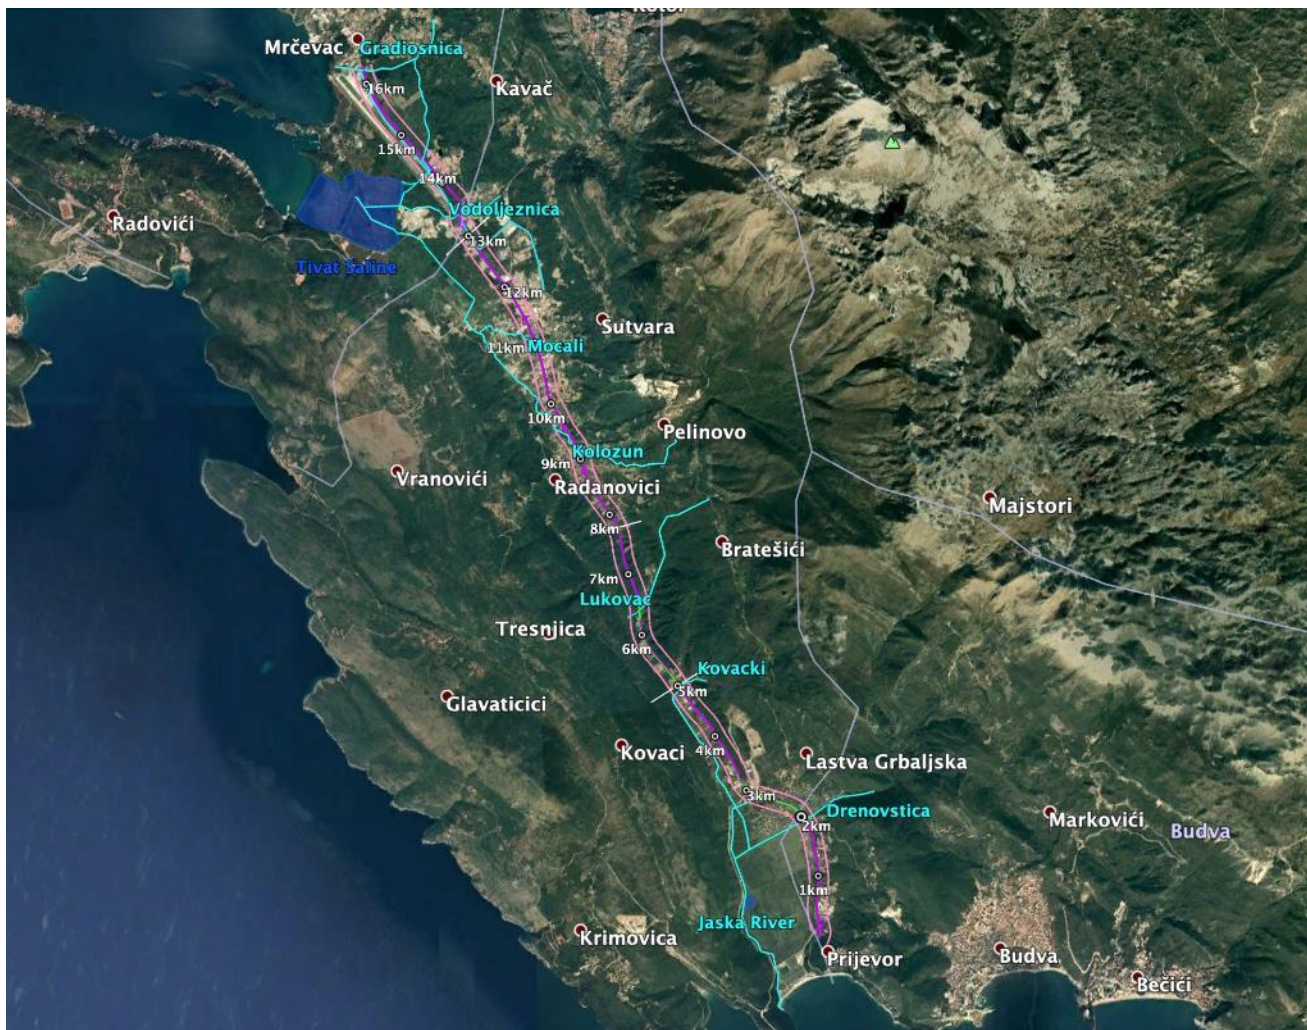 Kotor
Mrčevac
Gradiosnica
Kavač
16km
15km
14km
Radovići
Vodoljeznica
13km
Tivat Saline
12km
Sutvara
11km
Mocali
10km
Pelinovo
Kolozun
9km
Vranovići
Radanovici
Majstori
8km
Bratešići
7km
Lukovac
Tresnjica
6km
Kovacki
5km
Glavaticici
4km
Kovaci
Lastva Grbaljska
3km
Drenovstica
2km
Markovići
Budva
1km
Jaska River
Krimovica
Prijevor
Budva
Bečići